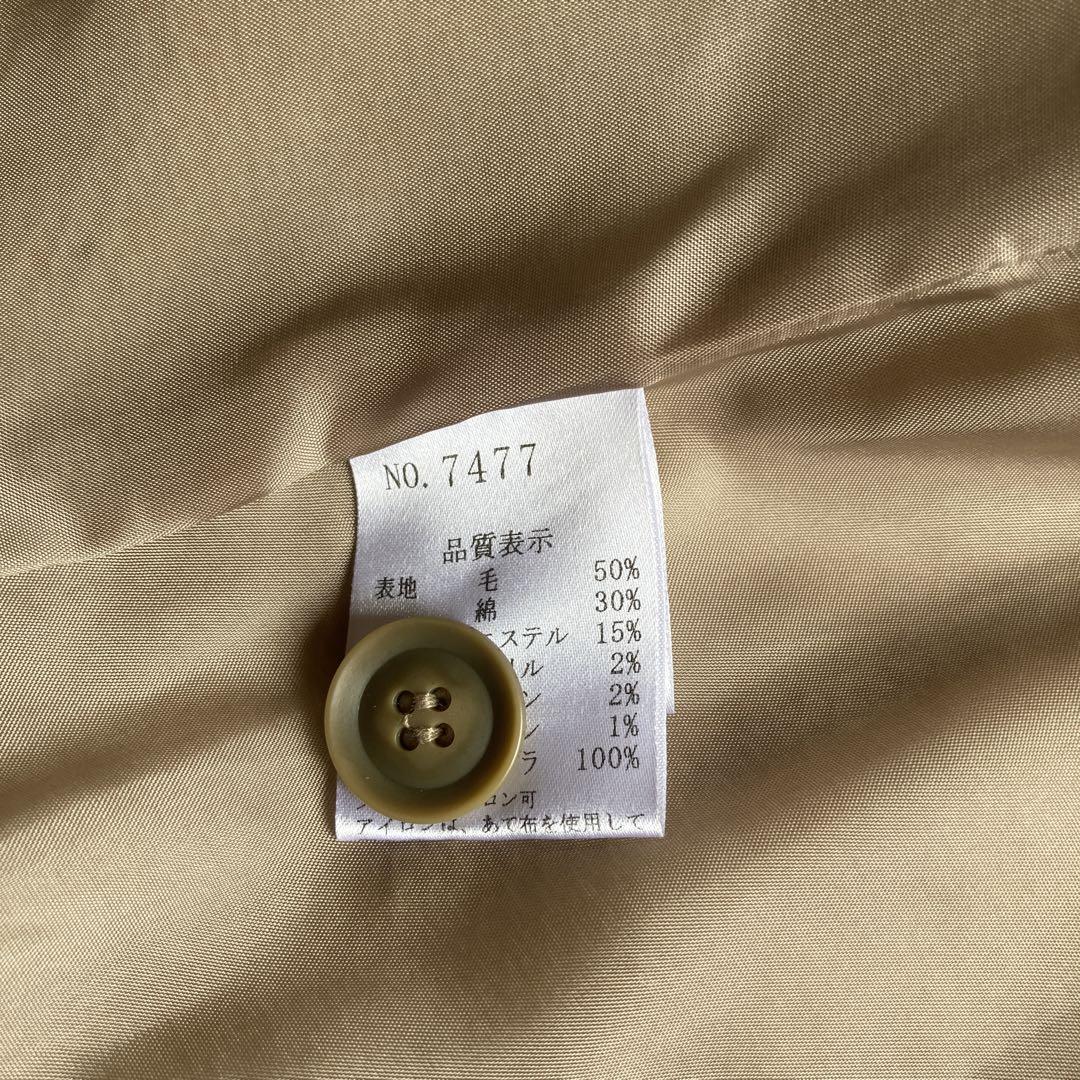 NO. 7477
品質表示
表地 毛 50%
綿 30%
エステル 15%
リル 2%
ン 2%
ン 1%
ラ 100%
ロン可
アイロンは、あて布を使用して